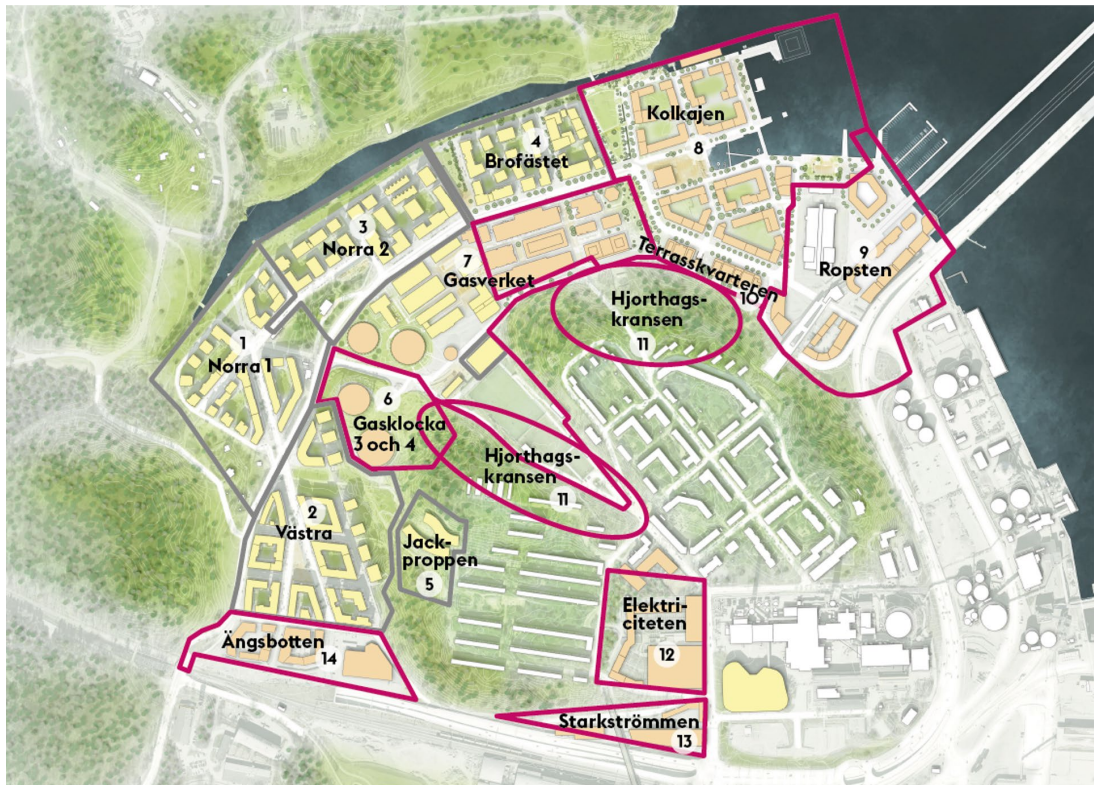 Kolkajen
8
4
Brofästet
3
Norra 2
7
Gasverket
Terrasskvarteren
10
9
Ropsten
Hjorthags-
kransen
11
1
Norra 1
6
Gasklocka
3 och 4
Hjorthags-
kransen
11
2
Västra
Jack-
proppen
5
Elektri-
citeten
12
Ängsbotten
14
Starkströmmen
13